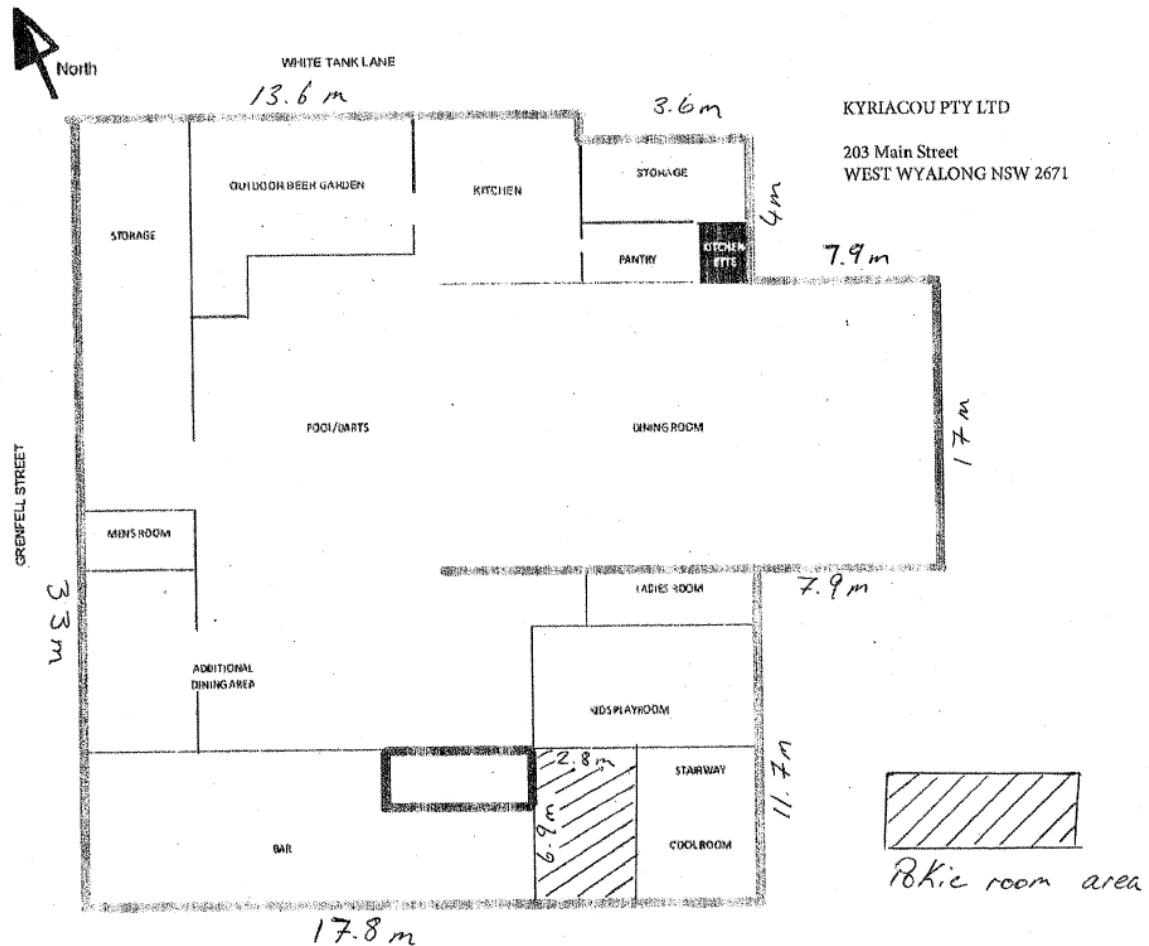 North
WHITE TANK LANE
13.6 m
3.6m
KYRIACOU PTY LTD
203 Main Street
WEST WYALONG NSW 2671
STORAGE
OUTDOOR BEER GARDEN
KITCHEN
STORAGE
4m
STORAGE
PANTRY
KITCHEN
ETTE
7.9m
POOL/DARTS
DINING ROOM
17m
GRENFELL STREET
MENS ROOM
33m
LADIES ROOM
7.9m
ADDITIONAL
DINING AREA
KIDS PLAYROOM
2.8m
STAIRWAY
11.7m
6.9m
BAR
COOLROOM
Pokie room area
17.8 m